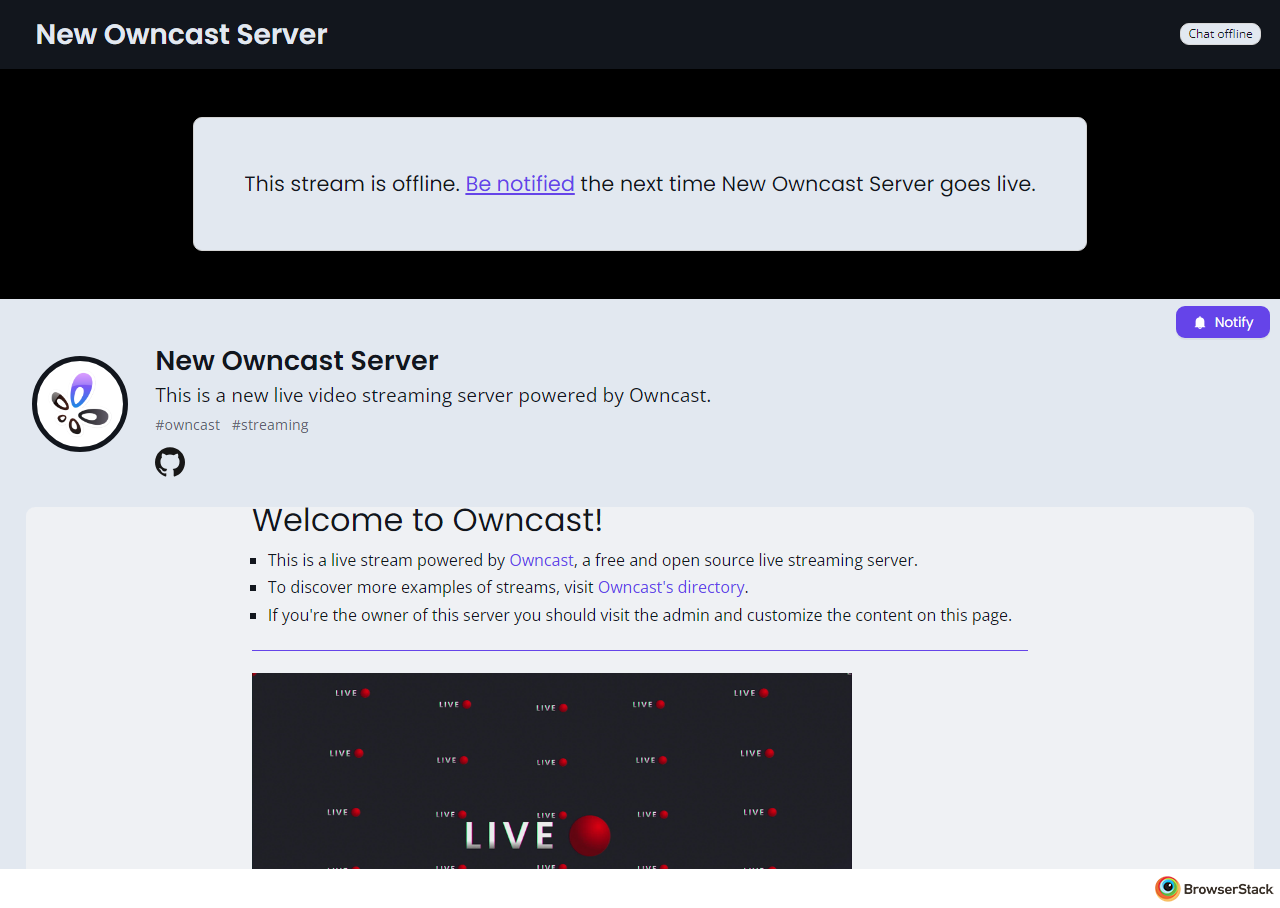 New Owncast Server
Chat offline
This stream is offline. Be notified the next time New Owncast Server goes live.
Notify
New Owncast Server
This is a new live video streaming server powered by Owncast.
#owncast #streaming
Welcome to Owncast!
This is a live stream powered by Owncast, a free and open source live streaming server.
To discover more examples of streams, visit Owncast's directory.
If you're the owner of this server you should visit the admin and customize the content on this page.
LIVE LIVE LIVE LIVE LIVE
LIVE LIVE LIVE LIVE LIVE
LIVE LIVE LIVE LIVE LIVE
LIVE
LIVE LIVE LIVE LIVE LIVE
BrowserStack